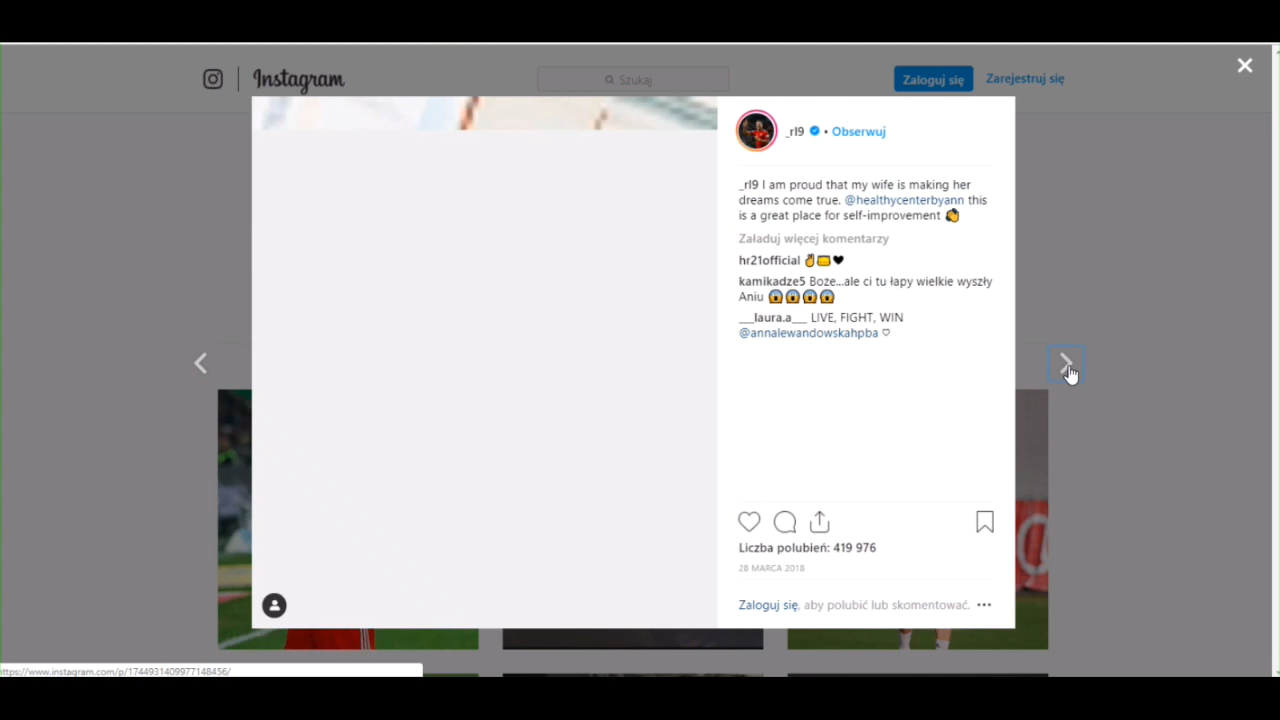 Instagram
Szukaj
Zaloguj się
Zarejestruj się
_rl9 • Obserwuj
_rl9 I am proud that my wife is making her
dreams come true. @healthycenterbyann this
is a great place for self-improvement 👏
Załaduj więcej komentarzy
hr21official ✌️🎫🖤
kamikadze5 Boże...ale ci tu łapy wielkie wyszły
Aniu 😱😱😱😱
___laura.a___ LIVE, FIGHT, WIN
@annalewandowskahpba ♡
Liczba polubień: 419 976
28 MARCA 2018
Zaloguj się, aby polubić lub skomentować.
https://www.instagram.com/p/1744931409977148456/